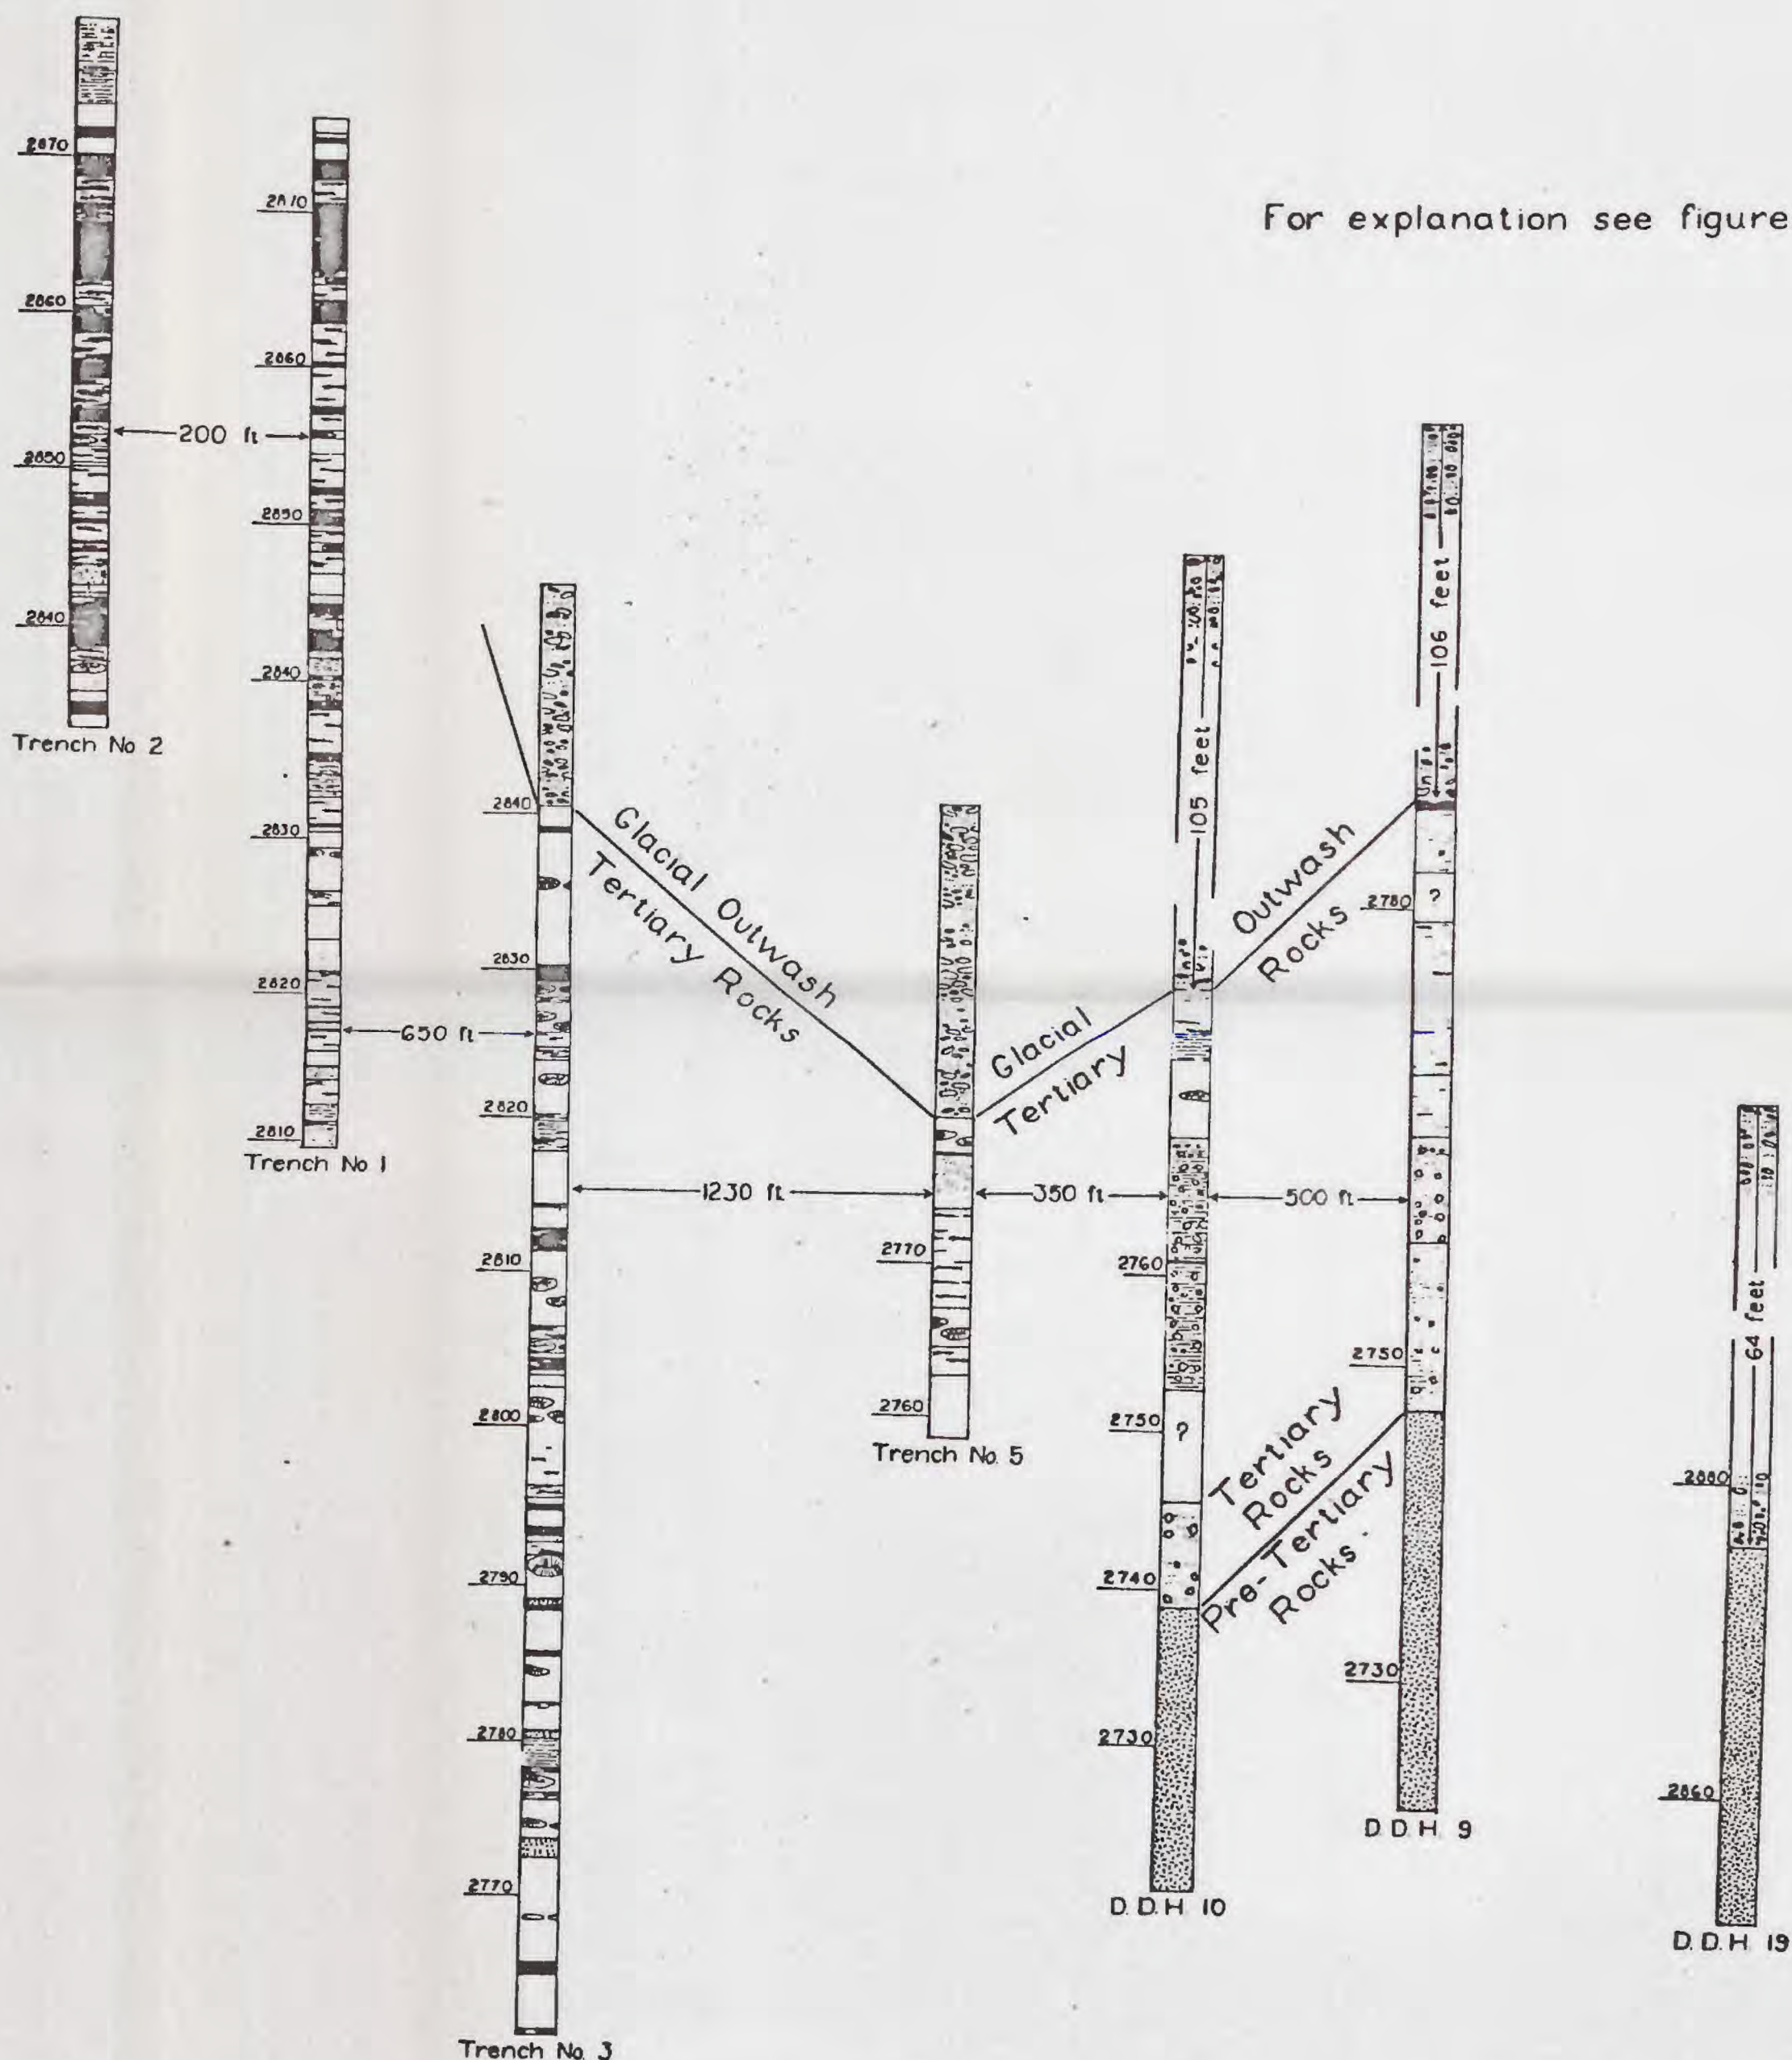 For explanation see figure
2870
2860
200 ft
2850
2840
Trench No 2
2870
2860
2850
2840
2830
2820
650 ft
2810
Trench No 1
2840
2830
2820
1230 ft
2810
2800
2790
2780
2770
Trench No. 3
Glacial Outwash
Tertiary Rocks
2770
2760
Trench No. 5
350 ft
Glacial
Tertiary
Outwash
Rocks
105 feet
2760
500 ft
2750
?
2740
2730
D. D. H 10
Tertiary
Rocks
Pre-Tertiary
Rocks
106 feet
?
2780
2750
2730
D D. H. 9
64 feet
2880
2860
D. D. H 19